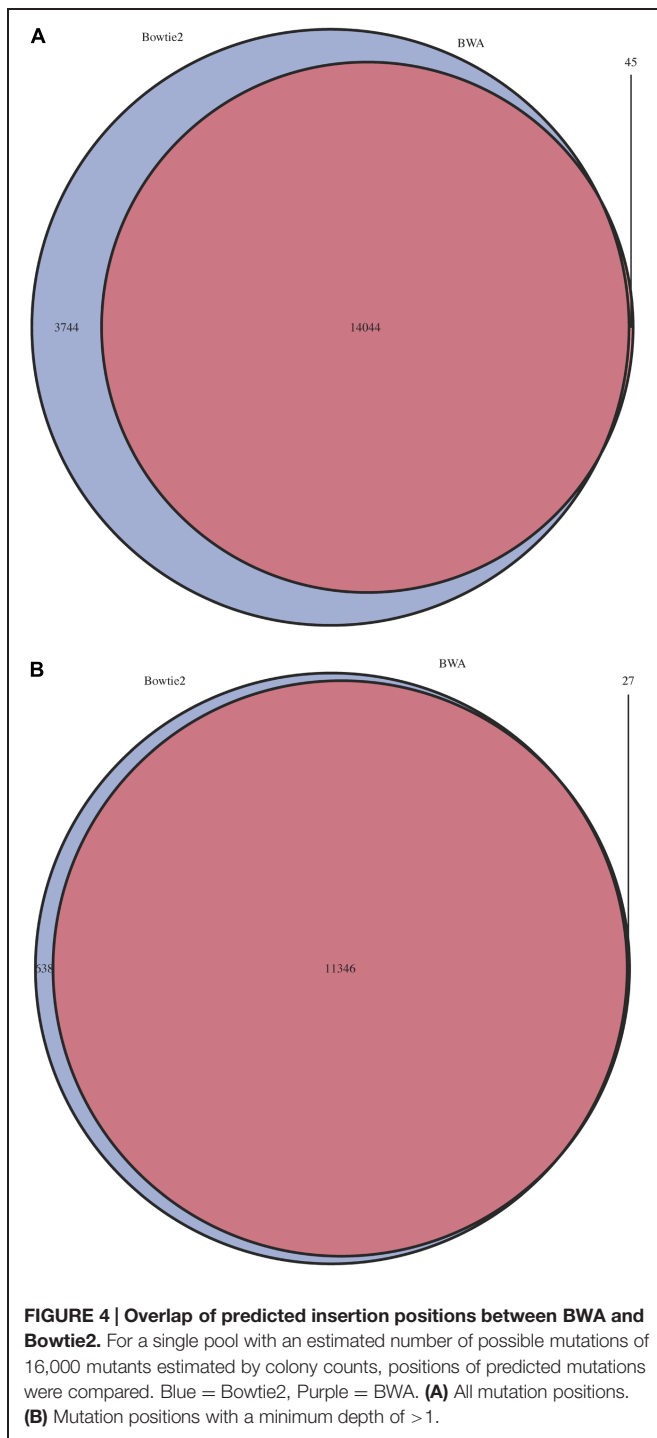 A
Bowtie2
BWA
45
3744
14044
B
Bowtie2
BWA
27
638
11346
FIGURE 4 | Overlap of predicted insertion positions between BWA and
Bowtie2. For a single pool with an estimated number of possible mutations of
16,000 mutants estimated by colony counts, positions of predicted mutations
were compared. Blue = Bowtie2, Purple = BWA. (A) All mutation positions.
(B) Mutation positions with a minimum depth of >1.